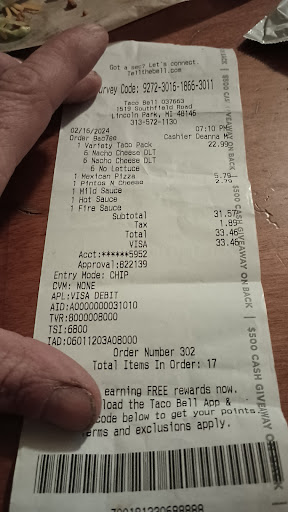 Got a sec? Let's connect.
Tellthebell.com
urvey Code: 9272-3016-1866-3011
Taco Bell 037663
1519 Southfield Road
Lincoln Park, MI 48146
313-572-1130
02/16/2024 07:10 PM
Order Cashier Deanna M
1 Variety Taco Pack 22.99
6 Nacho Cheese DLT
6 Nacho Cheese DLT
6 No Lettuce
1 Mexican Pizza 5.79
1 Pintos N Cheese 2.79
1 Mild Sauce
1 Hot Sauce
1 Fire Sauce
Subtotal 31.57
Tax 1.89
Total 33.46
VISA 33.46
Acct:******5952
Approval:822139
Entry Mode: CHIP
CVM: NONE
APL:VISA DEBIT
AID:A0000000031010
TVR:8000008000
TSI:6800
IAD:06011203A08000
Order Number 302
Total Items In Order: 17
earning FREE rewards now.
load the Taco Bell App &
code below to get your points.
erms and exclusions apply.
$500 CASH GIVEAWAY ON BACK
$500 CASH GIVEAWAY ON BACK
$500 CASH GIVEAWAY ON